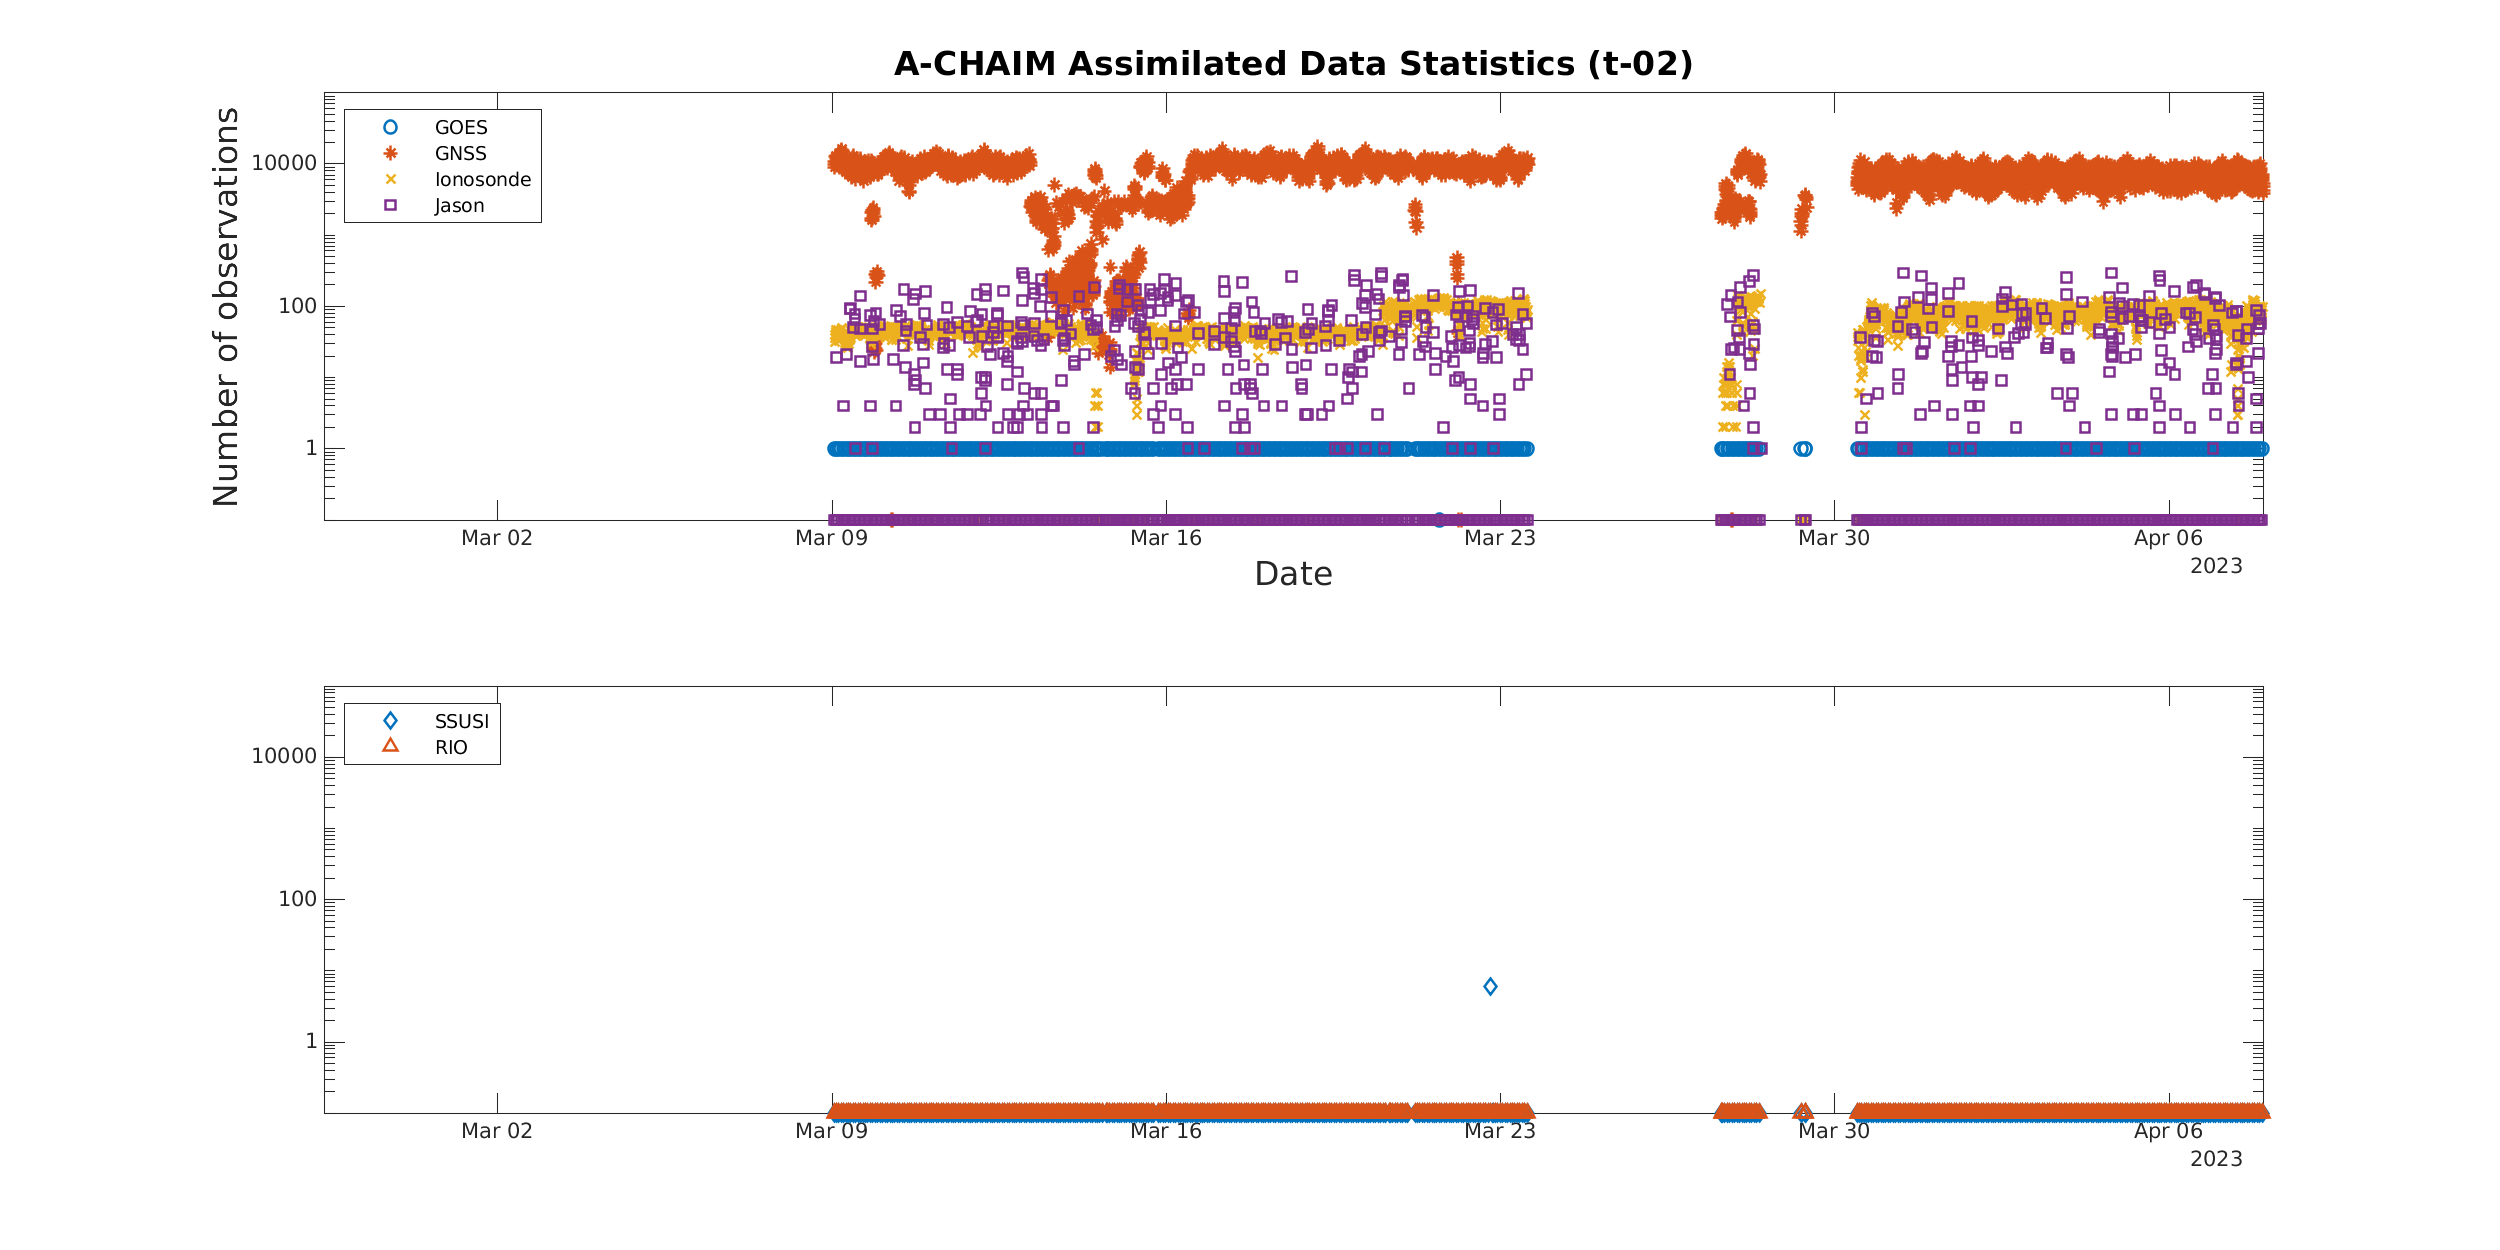 A-CHAIM Assimilated Data Statistics (t-02)
Number of observations
GOES
GNSS
Ionosonde
Jason
10000
100
1
Mar 02 Mar 09 Mar 16 Mar 23 Mar 30 Apr 06
2023
Date
SSUSI
RIO
10000
100
1
Mar 02 Mar 09 Mar 16 Mar 23 Mar 30 Apr 06
2023